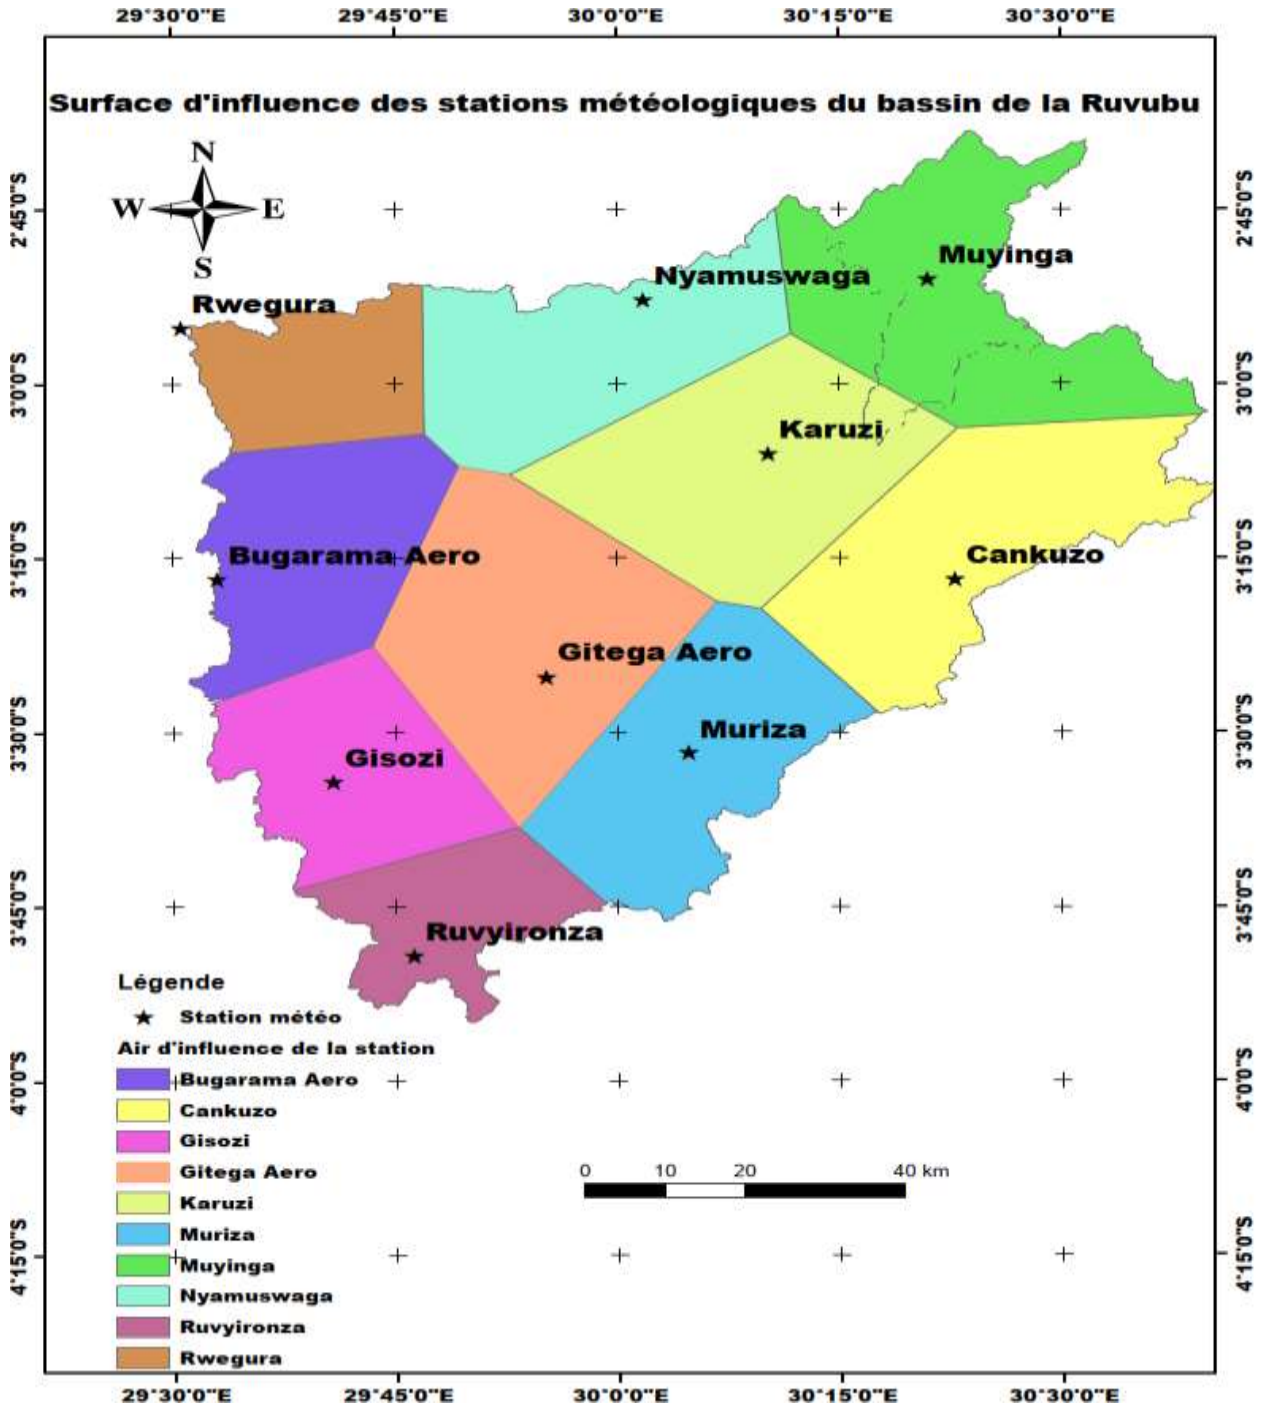 29°30'0"E 29°45'0"E 30°0'0"E 30°15'0"E 30°30'0"E
Surface d'influence des stations météologiques du bassin de la Ruvubu
N
W E
S
2°45'0"S 2°45'0"S
Muyinga
Nyamuswaga
Rwegura
3°0'0"S 3°0'0"S
Karuzi
3°15'0"S 3°15'0"S
Bugarama Aero
Cankuzo
Gitega Aero
3°30'0"S 3°30'0"S
Muriza
Gisozi
3°45'0"S 3°45'0"S
Ruvyironza
Légende
Station météo
Air d'influence de la station
4°0'0"S 4°0'0"S
Bugarama Aero
Cankuzo
Gisozi
Gitega Aero
Karuzi
Muriza
Muyinga
Nyamuswaga
Ruvyironza
Rwegura
0 10 20 40 km
4°15'0"S 4°15'0"S
29°30'0"E 29°45'0"E 30°0'0"E 30°15'0"E 30°30'0"E